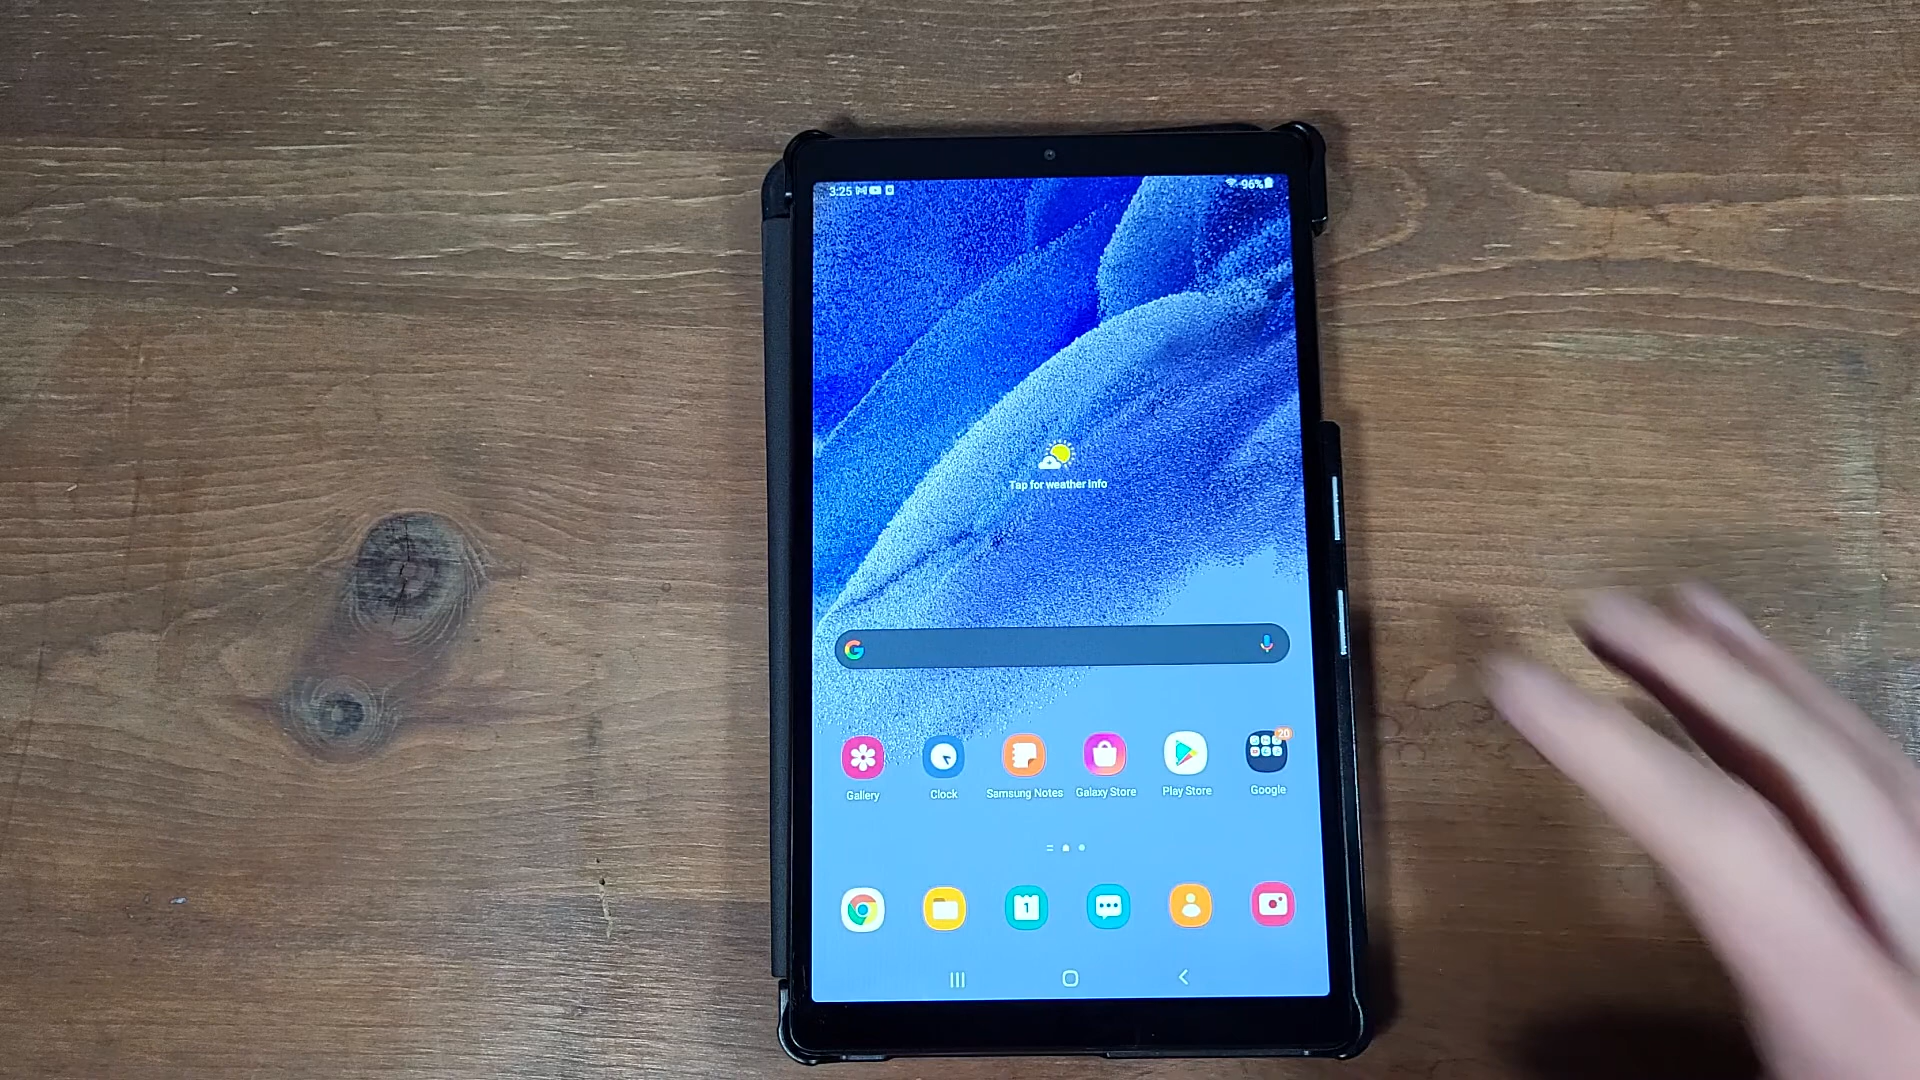 3:25
96%
Tap for weather info
Gallery
Clock
Samsung Notes
Galaxy Store
Play Store
Google
20
1